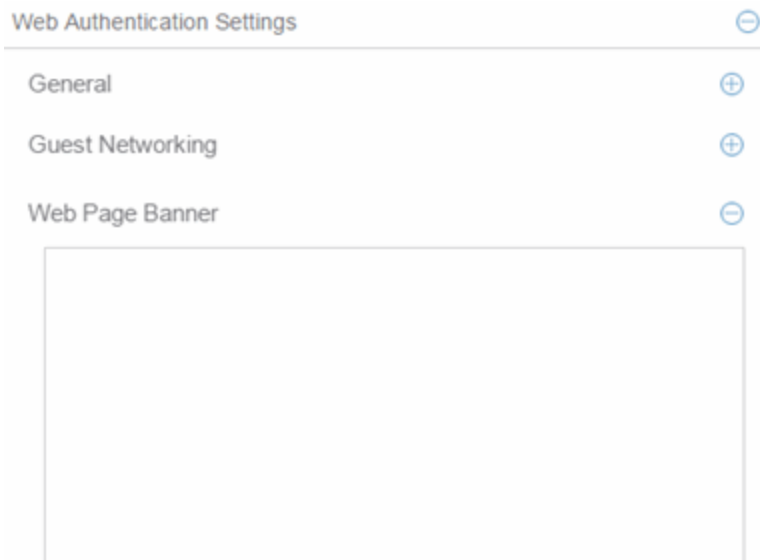 Web Authentication Settings
General
Guest Networking
Web Page Banner